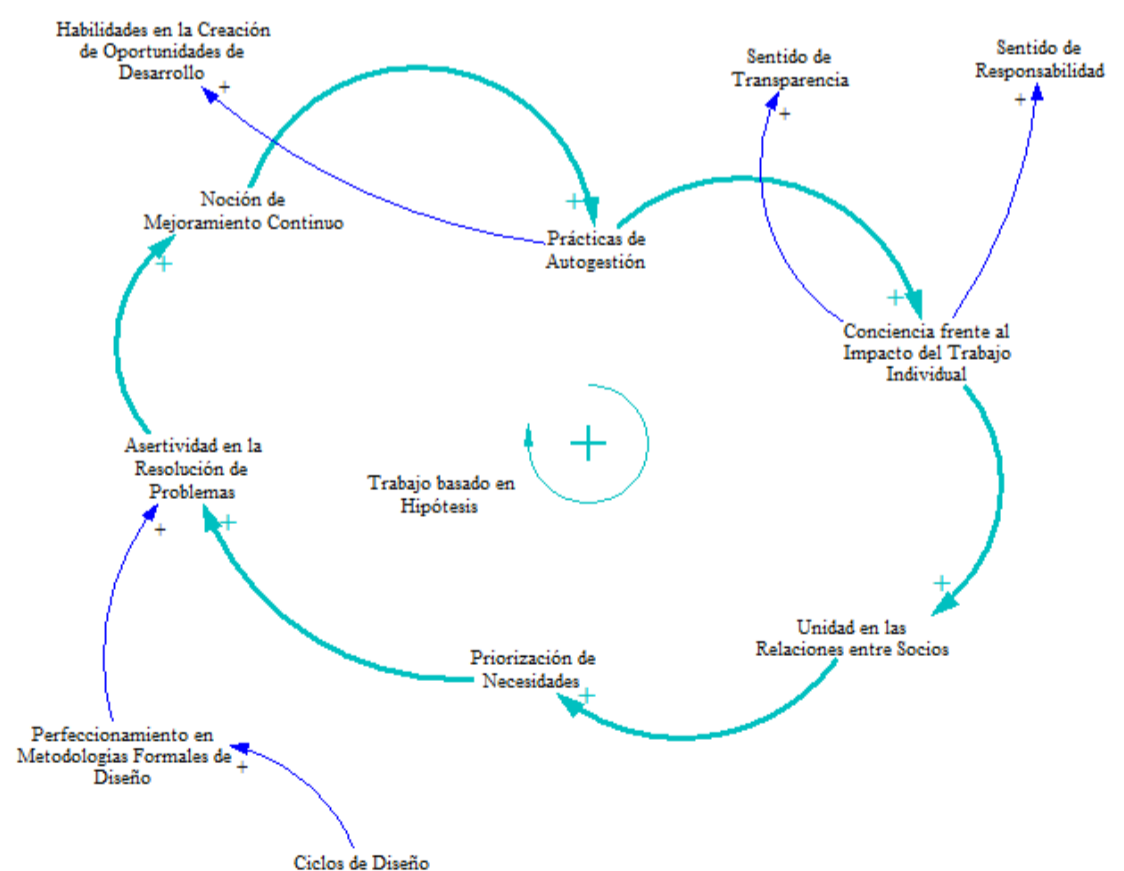 Habilidades en la Creación
de Oportunidades de
Desarrollo
+
Sentido de
Transparencia
+
Sentido de
Responsabilidad
+
Noción de
Mejoramiento Continuo
+
Prácticas de
Autogestión
+
Conciencia frente al
Impacto del Trabajo
Individual
+
Asertividad en la
Resolución de
Problemas
+
+
Trabajo basado en
Hipótesis
+
Unidad en las
Relaciones entre Socios
+
Priorización de
Necesidades
+
Perfeccionamiento en
Metodologías Formales de
Diseño
+
Ciclos de Diseño